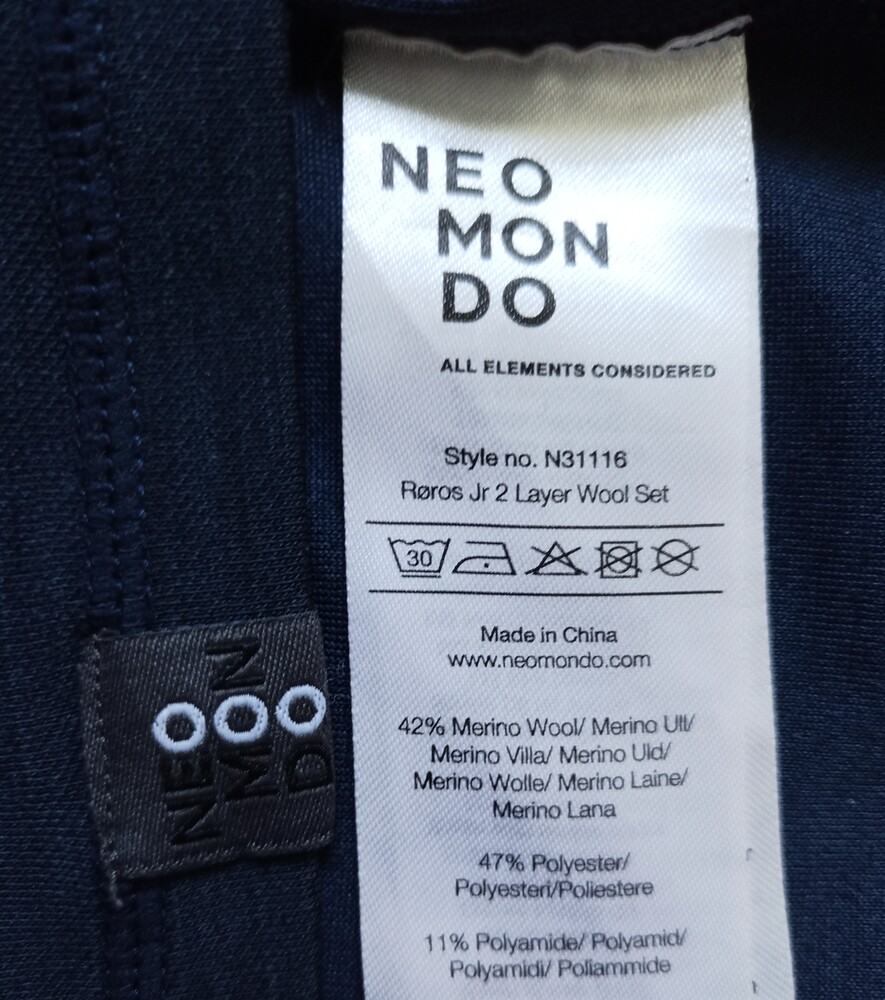 NEO
MON
DO
ALL ELEMENTS CONSIDERED
Style no. N31116
Røros Jr 2 Layer Wool Set
30
Made in China
www.neomondo.com
42% Merino Wool/ Merino Ull/
Merino Villa/ Merino Uld/
Merino Wolle/ Merino Laine/
Merino Lana
47% Polyester/
Polyesteri/Poliestere
11% Polyamide/ Polyamid/
Polyamidi/ Poliammide
NEO
MON
DO